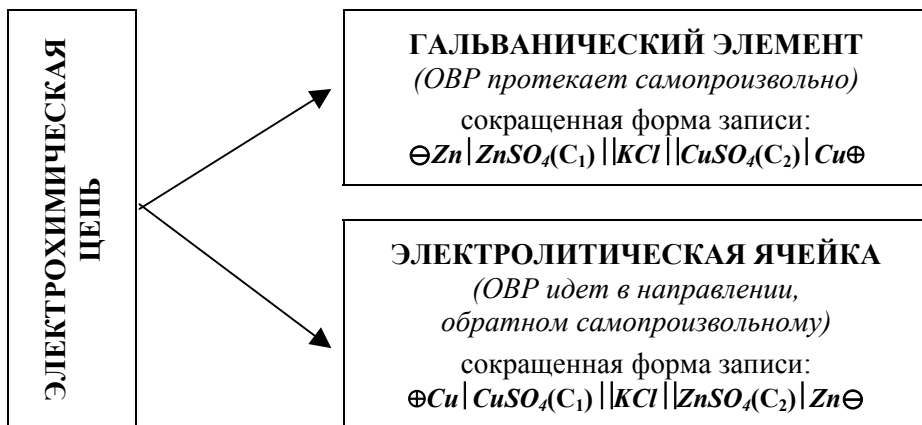 ЭЛЕКТРОХИМИЧЕСКАЯ
ЦЕПЬ
ГАЛЬВАНИЧЕСКИЙ ЭЛЕМЕНТ
(ОВР протекает самопроизвольно)
сокращенная форма записи:
⊖Zn|ZnSO₄(C₁)||KCl||CuSO₄(C₂)|Cu⊕
ЭЛЕКТРОЛИТИЧЕСКАЯ ЯЧЕЙКА
(ОВР идет в направлении,
обратном самопроизвольному)
сокращенная форма записи:
⊕Cu|CuSO₄(C₁)||KCl||ZnSO₄(C₂)|Zn⊖